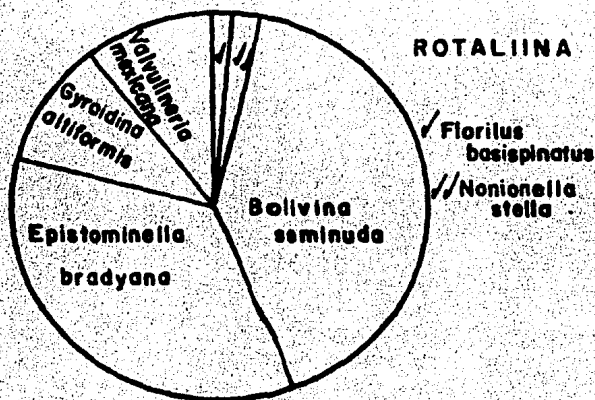 ROTALIINA
Valvulineria
mexicana
Gyroidina
altiformis
✓ Florilus
basispinatus
✓✓ Nonionella
stella
Bolivina
seminuda
Epistominella
bradyana